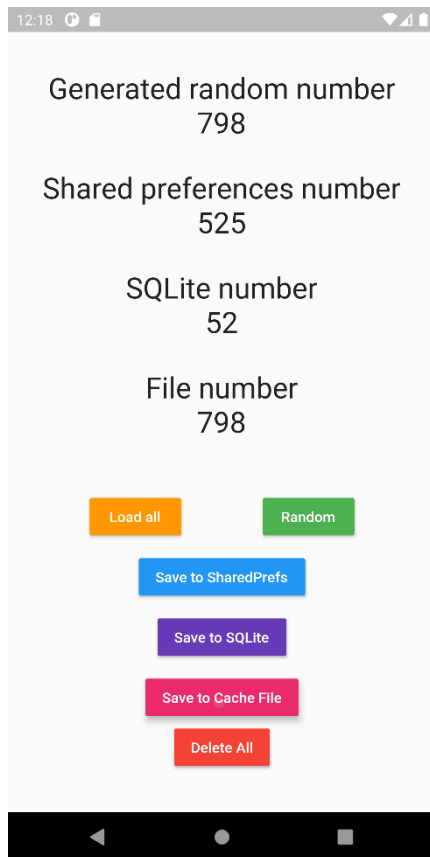 12:18
Generated random number
798
Shared preferences number
525
SQLite number
52
File number
798
Load all
Random
Save to SharedPrefs
Save to SQLite
Save to Cache File
Delete All